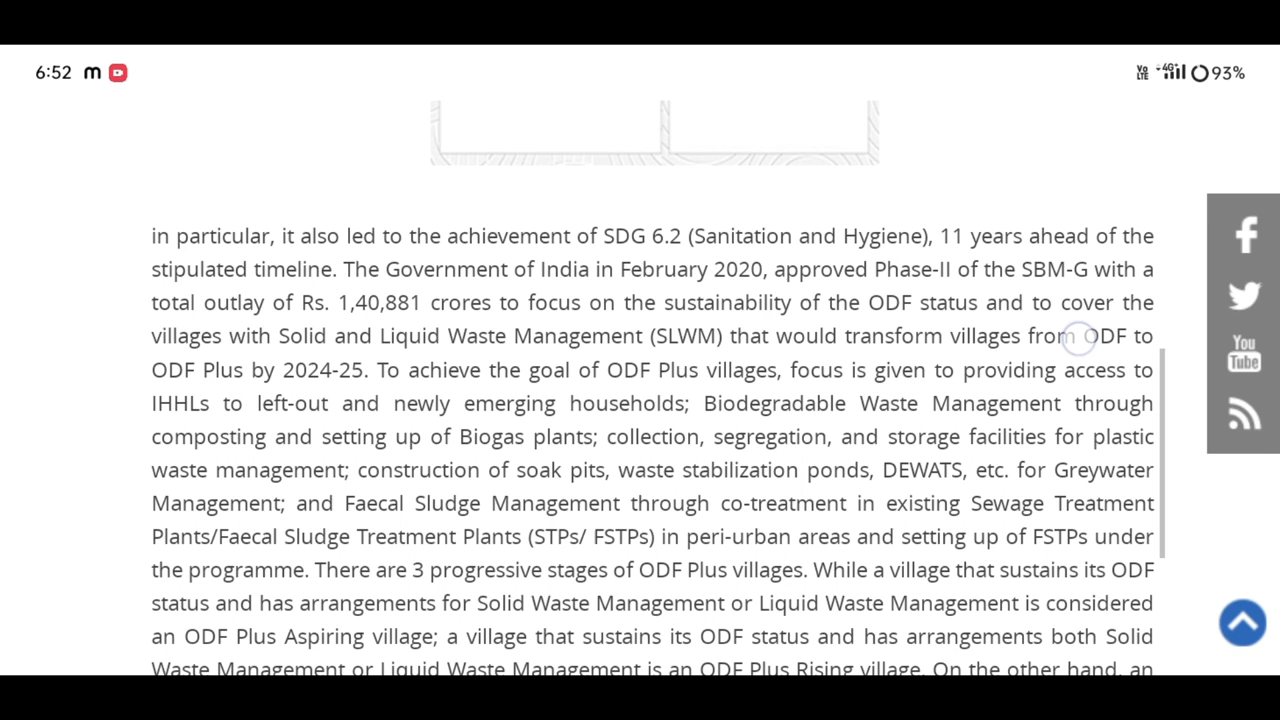 6:52 m Vo LTE 4G+ 93%
in particular, it also led to the achievement of SDG 6.2 (Sanitation and Hygiene), 11 years ahead of the
stipulated timeline. The Government of India in February 2020, approved Phase-II of the SBM-G with a
total outlay of Rs. 1,40,881 crores to focus on the sustainability of the ODF status and to cover the
villages with Solid and Liquid Waste Management (SLWM) that would transform villages from ODF to
ODF Plus by 2024-25. To achieve the goal of ODF Plus villages, focus is given to providing access to
IHHLs to left-out and newly emerging households; Biodegradable Waste Management through
composting and setting up of Biogas plants; collection, segregation, and storage facilities for plastic
waste management; construction of soak pits, waste stabilization ponds, DEWATS, etc. for Greywater
Management; and Faecal Sludge Management through co-treatment in existing Sewage Treatment
Plants/Faecal Sludge Treatment Plants (STPs/ FSTPs) in peri-urban areas and setting up of FSTPs under
the programme. There are 3 progressive stages of ODF Plus villages. While a village that sustains its ODF
status and has arrangements for Solid Waste Management or Liquid Waste Management is considered
an ODF Plus Aspiring village; a village that sustains its ODF status and has arrangements both Solid
Waste Management or Liquid Waste Management is an ODF Plus Rising village. On the other hand, an
You
Tube